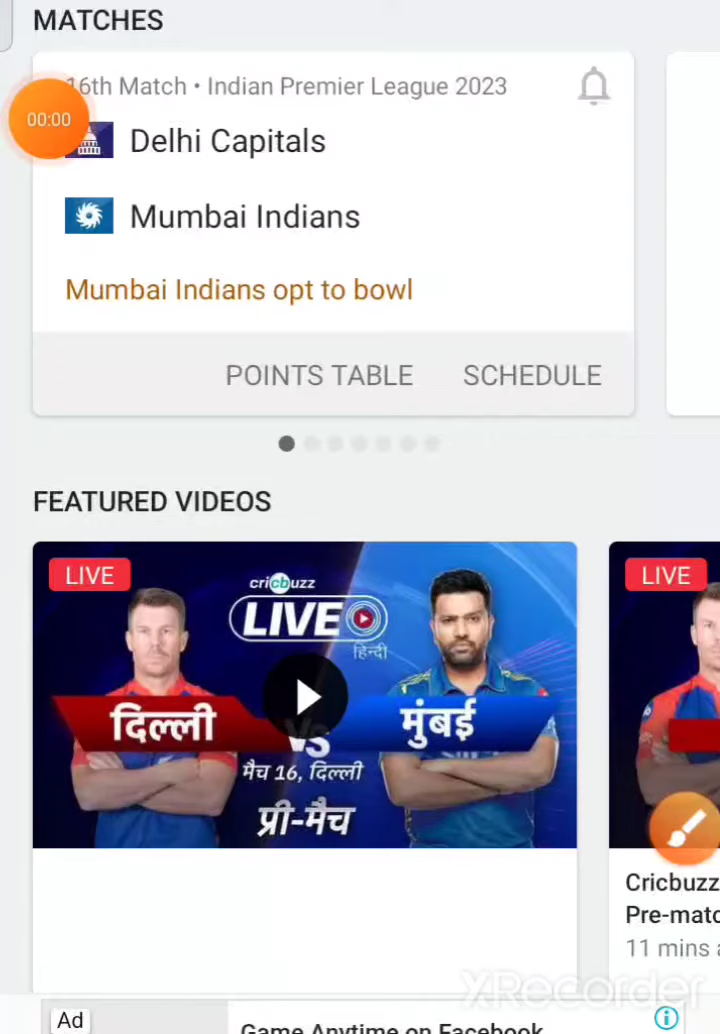 MATCHES
16th Match • Indian Premier League 2023
00:00
Delhi Capitals
Mumbai Indians
Mumbai Indians opt to bowl
POINTS TABLE
SCHEDULE
FEATURED VIDEOS
LIVE
cricbuzz
LIVE
हिन्दी
दिल्ली
VS
मुंबई
मैच 16, दिल्ली
प्री-मैच
LIVE
Cricbuzz
Pre-matc
11 mins a
XRecorder
Ad
Game Anytime on Facebook